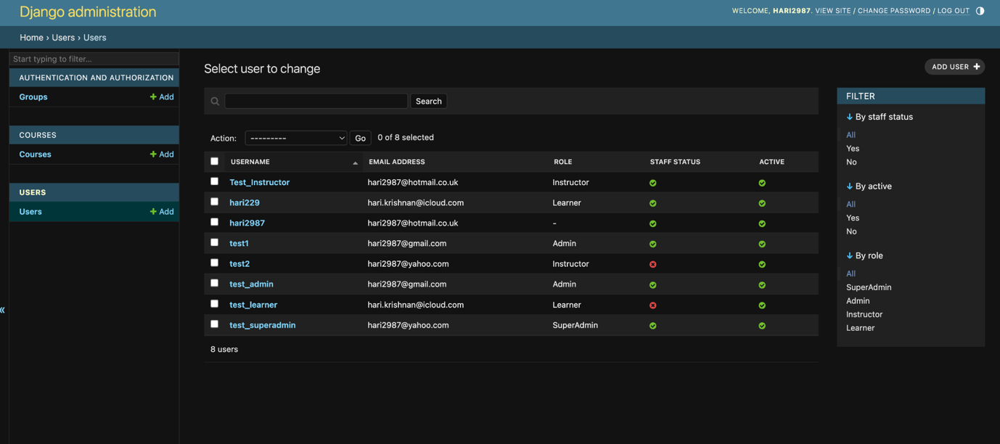 Django administration
WELCOME, HARI2987. VIEW SITE / CHANGE PASSWORD / LOG OUT
Home › Users › Users
Start typing to filter...
AUTHENTICATION AND AUTHORIZATION
Groups + Add
COURSES
Courses + Add
USERS
Users + Add
«
Select user to change
ADD USER +
Search
Action: --------- Go 0 of 8 selected
USERNAME EMAIL ADDRESS ROLE STAFF STATUS ACTIVE
Test_Instructor hari2987@hotmail.co.uk Instructor
hari229 hari.krishnan@icloud.com Learner
hari2987 hari2987@hotmail.co.uk -
test1 hari2987@gmail.com Admin
test2 hari2987@yahoo.com Instructor
test_admin hari2987@gmail.com Admin
test_learner hari.krishnan@icloud.com Learner
test_superadmin hari2987@yahoo.com SuperAdmin
8 users
FILTER
↓ By staff status
All
Yes
No
↓ By active
All
Yes
No
↓ By role
All
SuperAdmin
Admin
Instructor
Learner